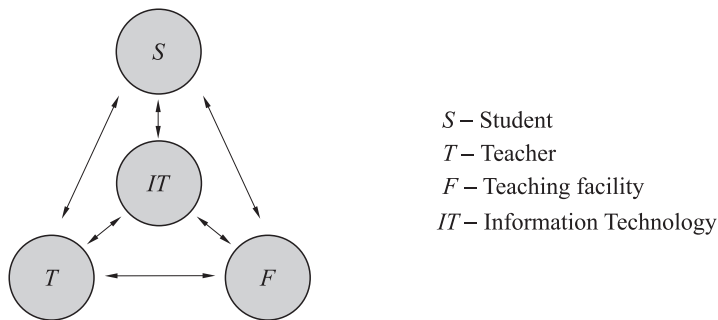 S
IT
T
F
S – Student
T – Teacher
F – Teaching facility
IT – Information Technology